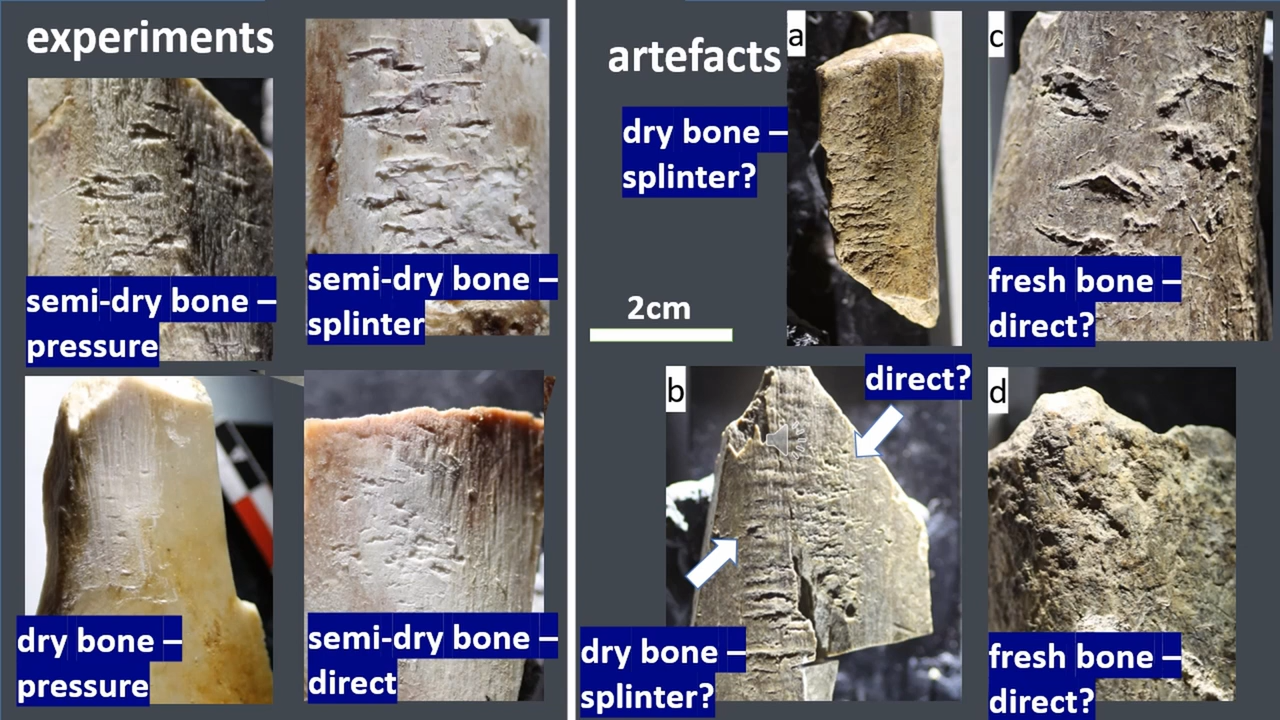 experiments
semi-dry bone –
pressure
semi-dry bone –
splinter
dry bone –
pressure
semi-dry bone –
direct
artefacts
dry bone –
splinter?
2cm
a
c
fresh bone –
direct?
b
direct?
dry bone –
splinter?
d
fresh bone –
direct?